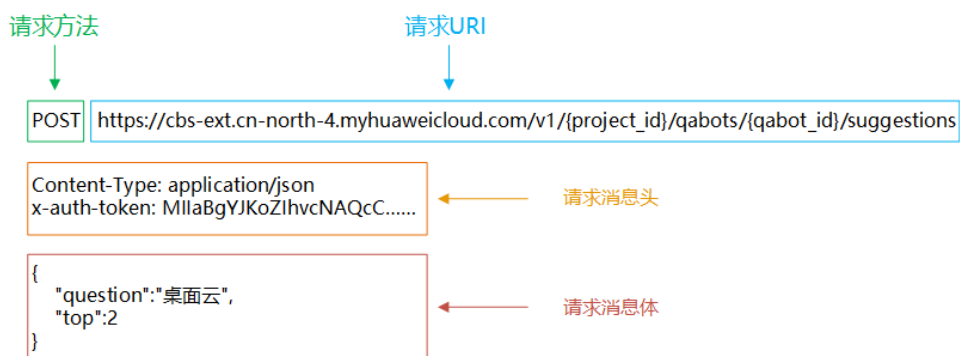 请求方法
请求URI
POST https://cbs-ext.cn-north-4.myhuaweicloud.com/v1/{project_id}/qabots/{qabot_id}/suggestions
Content-Type: application/json
x-auth-token: MIIaBgYJKoZIhvcNAQcC......
请求消息头
{
"question":"桌面云",
"top":2
}
请求消息体